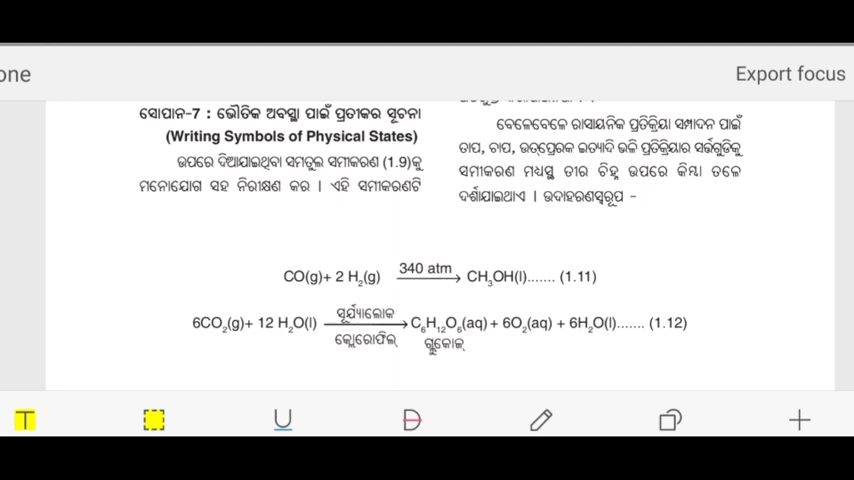 one
Export focus
ସୋପାନ-7 : ଭୌତିକ ଅବସ୍ଥା ପାଇଁ ପ୍ରତୀକର ସୂଚନା
(Writing Symbols of Physical States)
ଉପରେ ଦିଆଯାଇଥିବା ସମତୁଲ ସମୀକରଣ (1.9)କୁ
ମନୋଯୋଗ ସହ ନିରୀକ୍ଷଣ କର । ଏହି ସମୀକରଣଟି
ବେଳେବେଳେ ରାସାୟନିକ ପ୍ରତିକ୍ରିୟା ସମ୍ପାଦନ ପାଇଁ
ତାପ, ଚାପ, ଉତ୍‌ପ୍ରେରକ ଇତ୍ୟାଦି ଭଳି ପ୍ରତିକ୍ରିୟାର ସର୍ତ୍ତଗୁଡିକୁ
ସମୀକରଣ ମଧ୍ୟସ୍ଥ ତୀର ଚିହ୍ନ ଉପରେ କିମ୍ବା ତଳେ
ଦର୍ଶାଯାଇଥାଏ । ଉଦାହରଣସ୍ୱରୂପ -
CO(g)+ 2 H₂(g) 340 atm → CH₃OH(l)....... (1.11)
6CO₂(g)+ 12 H₂O(l) ସୂର୍ଯ୍ୟାଲୋକ → C₆H₁₂O₆(aq) + 6O₂(aq) + 6H₂O(l)....... (1.12)
କ୍ଲୋରୋଫିଲ୍ ଗ୍ଲୁକୋଜ୍